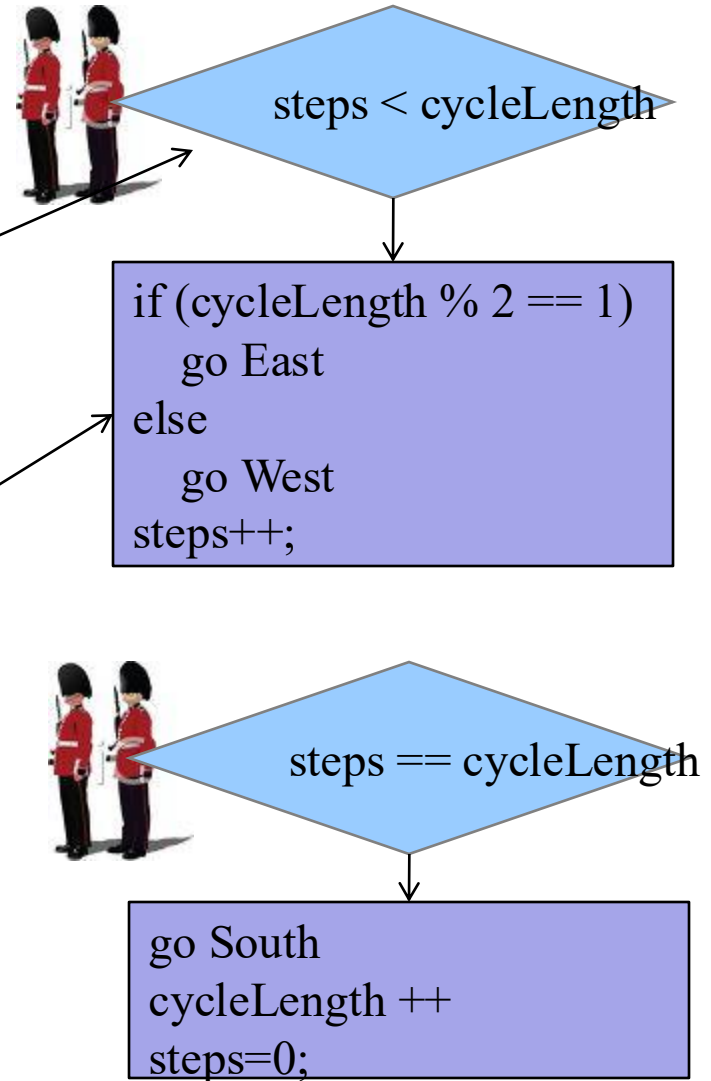 steps < cycleLength
if (cycleLength % 2 == 1)
go East
else
go West
steps++;
steps == cycleLength
go South
cycleLength ++
steps=0;